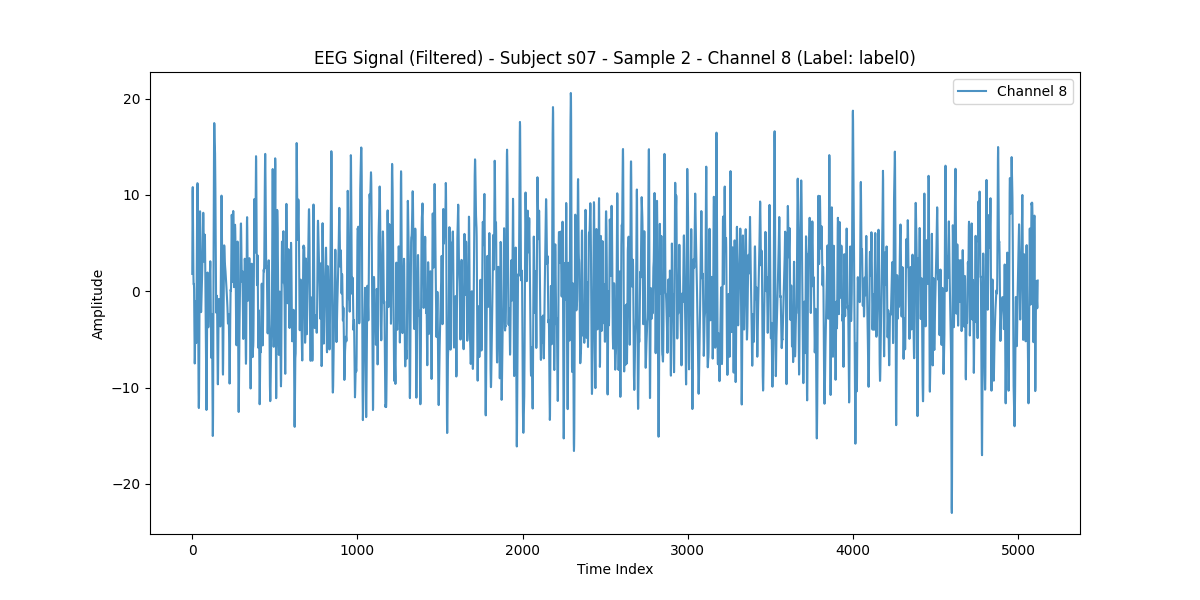 EEG Signal (Filtered) - Subject s07 - Sample 2 - Channel 8 (Label: label0)
Channel 8
20
10
0
−10
−20
Amplitude
0 1000 2000 3000 4000 5000
Time Index